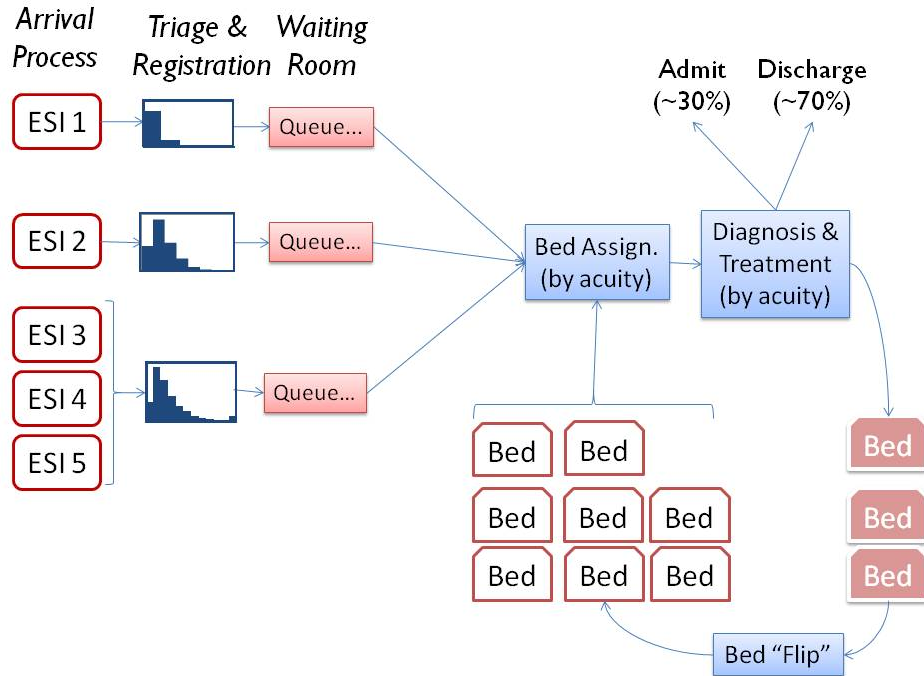 Arrival
Process
Triage &
Registration
Waiting
Room
ESI 1
Queue...
ESI 2
Queue...
ESI 3
ESI 4
ESI 5
Queue...
Bed Assign.
(by acuity)
Diagnosis &
Treatment
(by acuity)
Admit
(~30%)
Discharge
(~70%)
Bed
Bed
Bed
Bed
Bed
Bed
Bed
Bed
Bed
Bed
Bed
Bed “Flip”